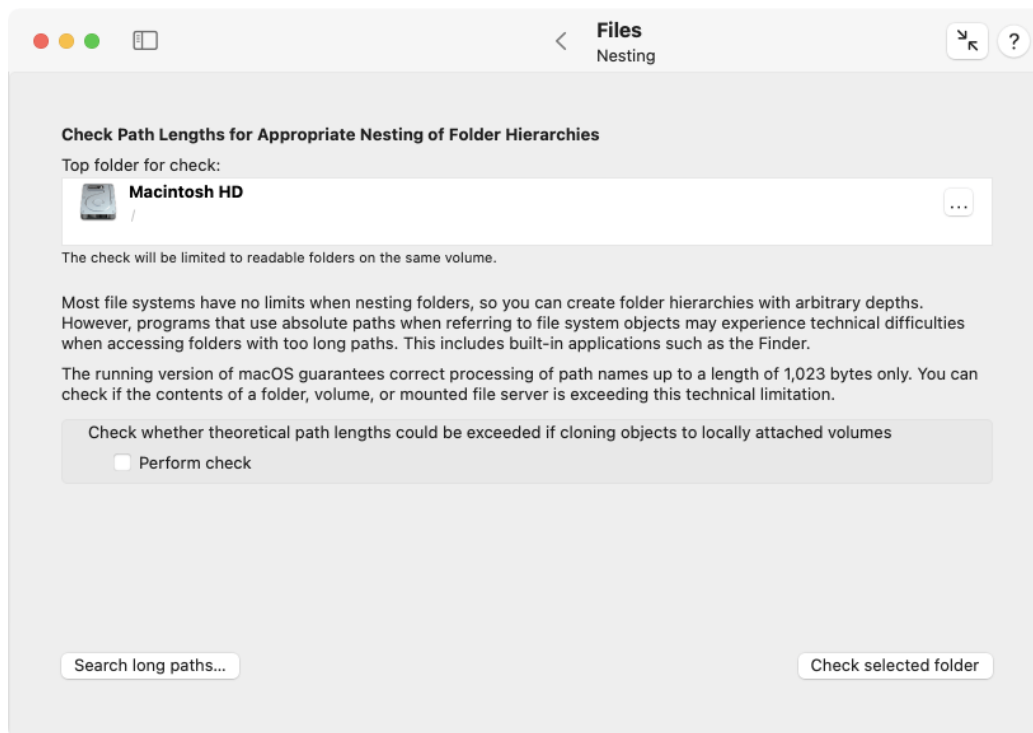 Files
Nesting
?
Check Path Lengths for Appropriate Nesting of Folder Hierarchies
Top folder for check:
Macintosh HD
/
...
The check will be limited to readable folders on the same volume.
Most file systems have no limits when nesting folders, so you can create folder hierarchies with arbitrary depths.
However, programs that use absolute paths when referring to file system objects may experience technical difficulties
when accessing folders with too long paths. This includes built-in applications such as the Finder.
The running version of macOS guarantees correct processing of path names up to a length of 1,023 bytes only. You can
check if the contents of a folder, volume, or mounted file server is exceeding this technical limitation.
Check whether theoretical path lengths could be exceeded if cloning objects to locally attached volumes
Perform check
Search long paths...
Check selected folder